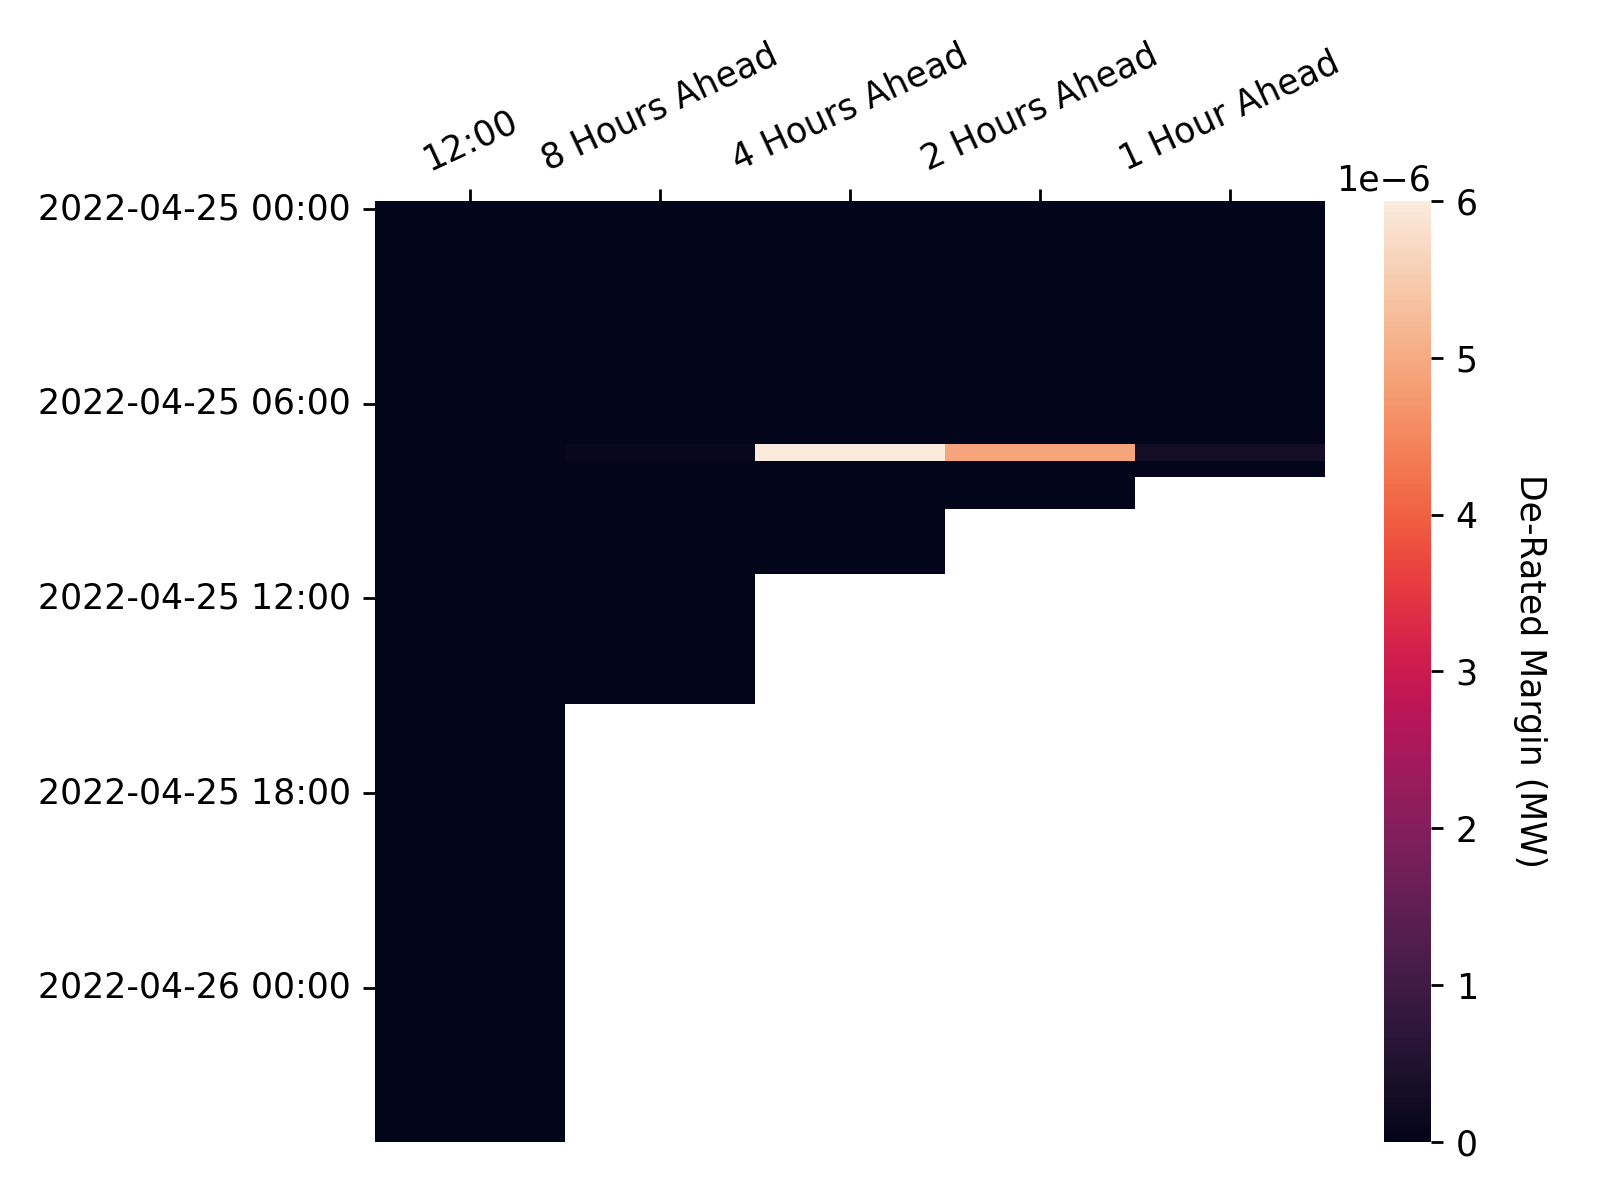 12:00
8 Hours Ahead
4 Hours Ahead
2 Hours Ahead
1 Hour Ahead
2022-04-25 00:00
2022-04-25 06:00
2022-04-25 12:00
2022-04-25 18:00
2022-04-26 00:00
1e−6
6
5
4
3
2
1
0
De-Rated Margin (MW)